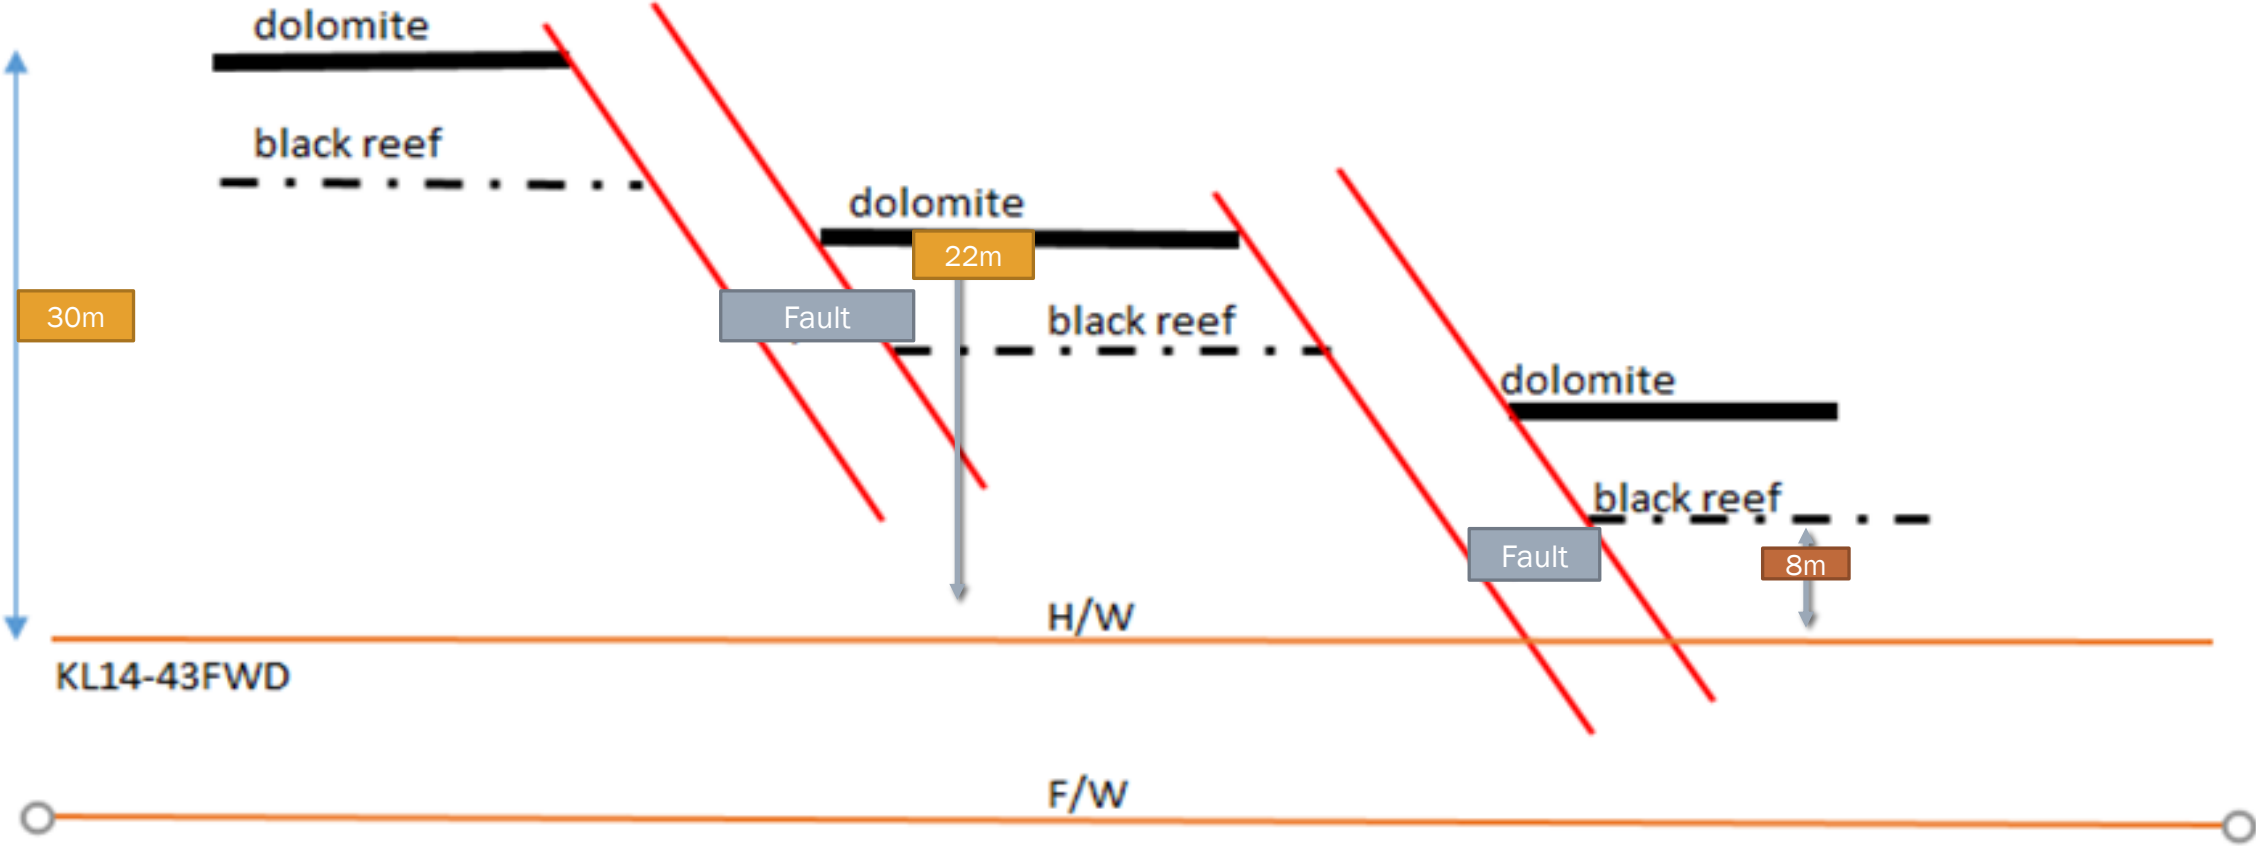 dolomite
black reef
dolomite
22m
30m
Fault
black reef
dolomite
black reef
Fault
8m
H/W
KL14-43FWD
F/W